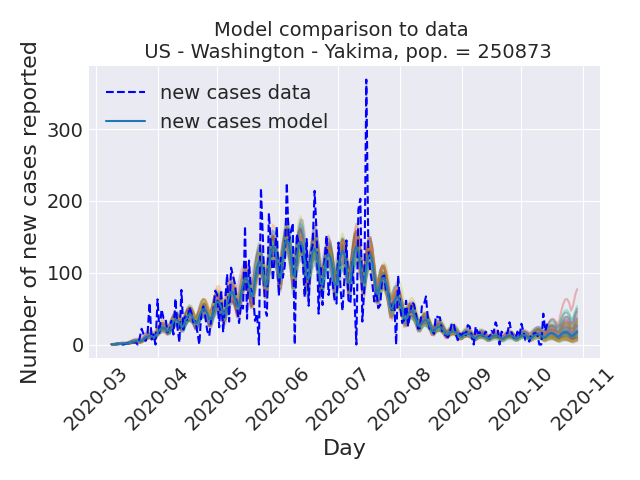 Model comparison to data
US - Washington - Yakima, pop. = 250873
Number of new cases reported
new cases data
new cases model
300
200
100
0
2020-03
2020-04
2020-05
2020-06
2020-07
2020-08
2020-09
2020-10
2020-11
Day